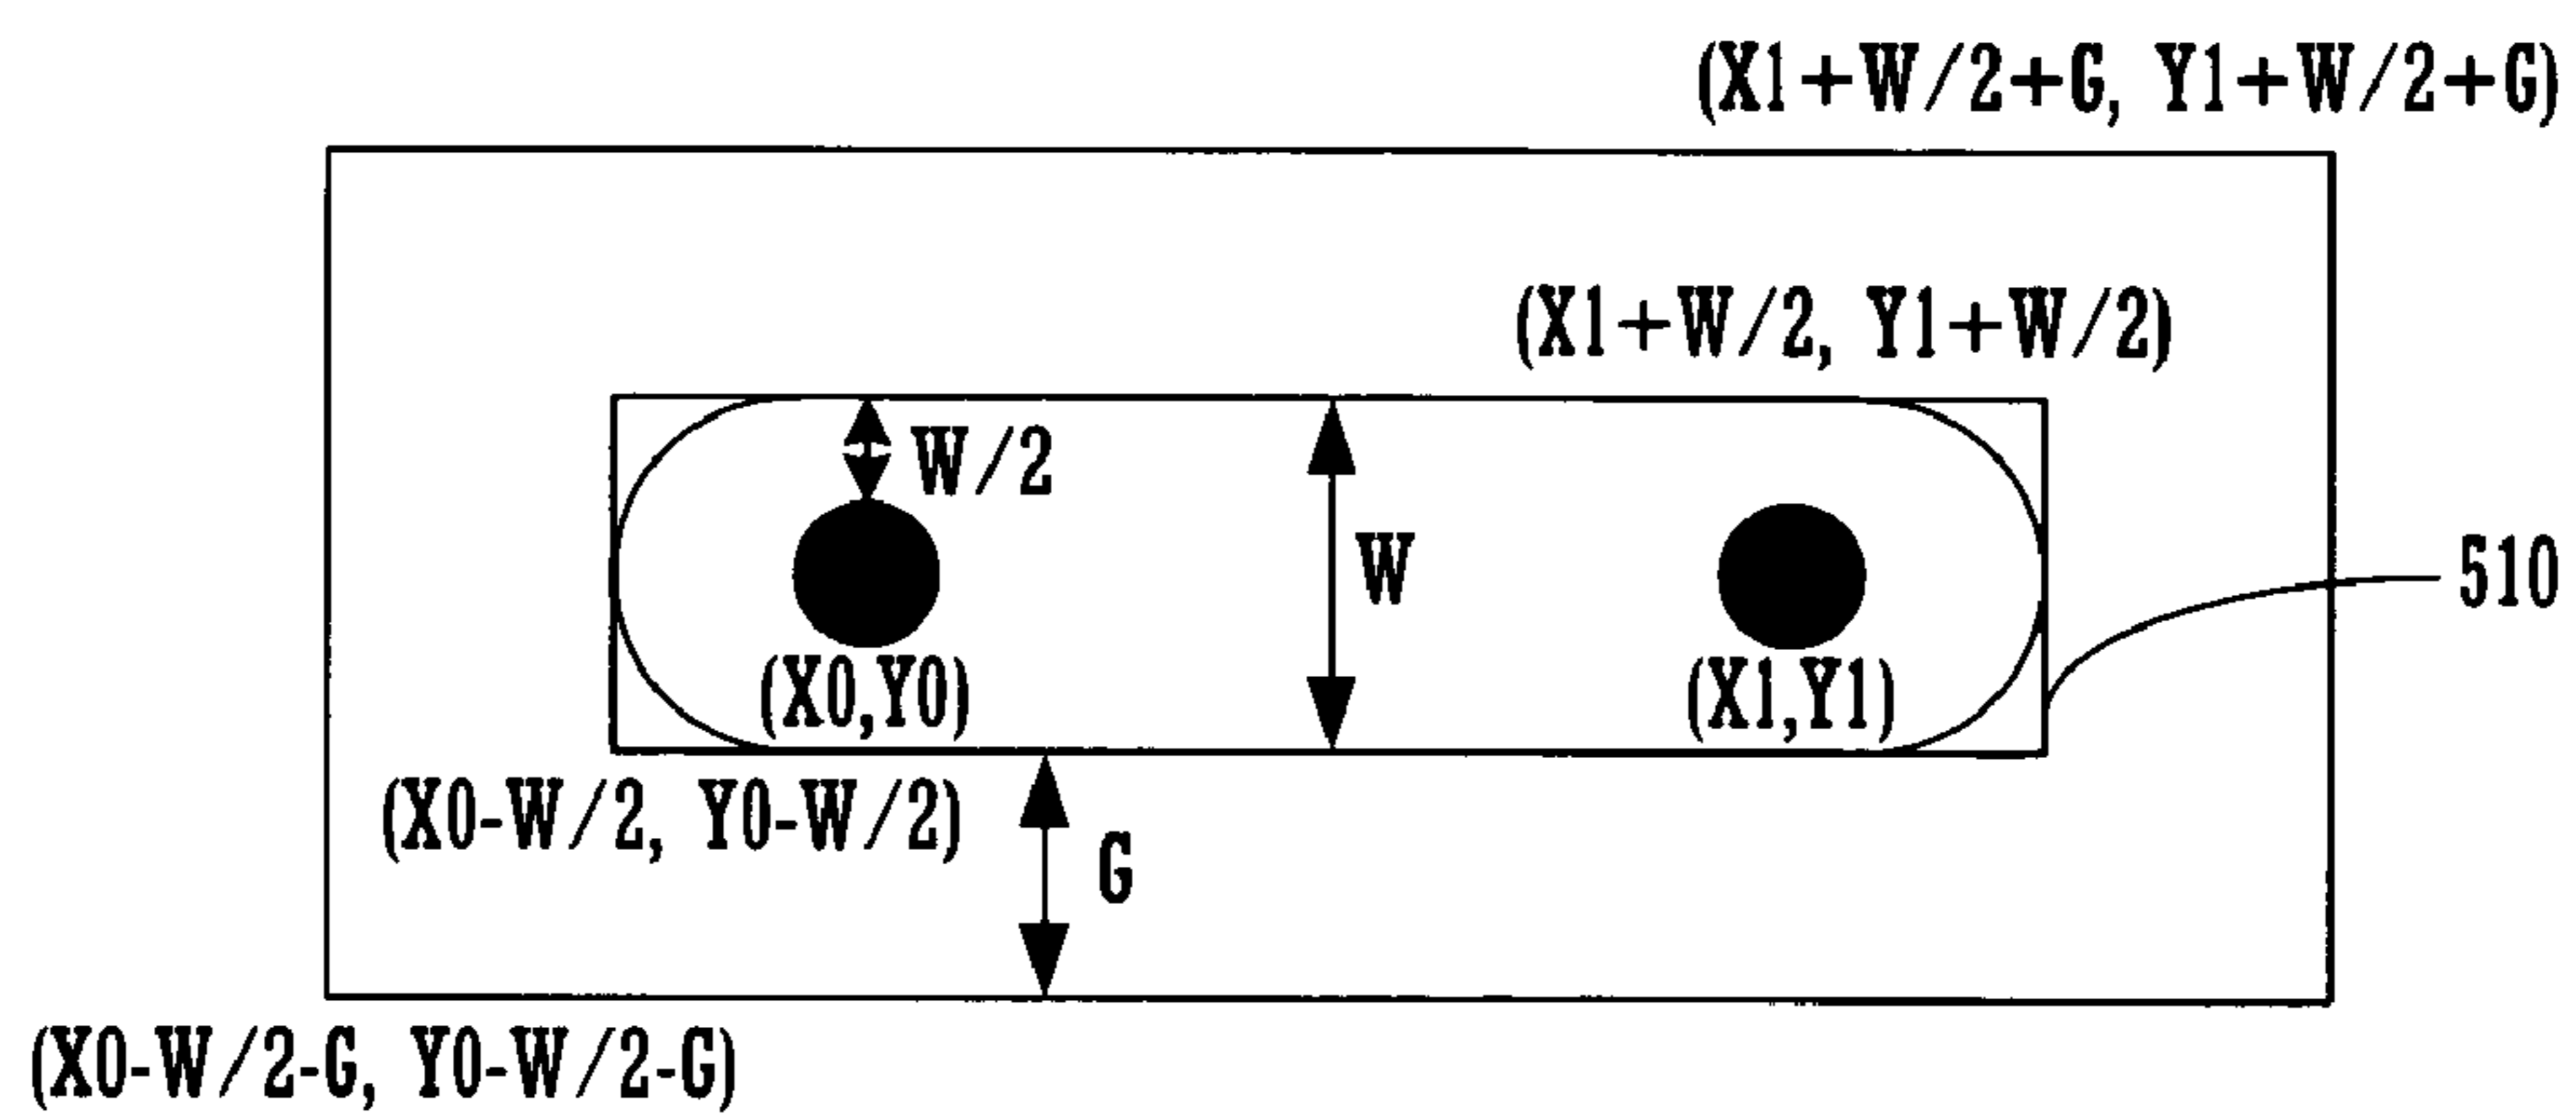 (X1+W/2+G, Y1+W/2+G)
(X1+W/2, Y1+W/2)
W/2
W
510
(X0,Y0)
(X1,Y1)
(X0-W/2, Y0-W/2)
G
(X0-W/2-G, Y0-W/2-G)